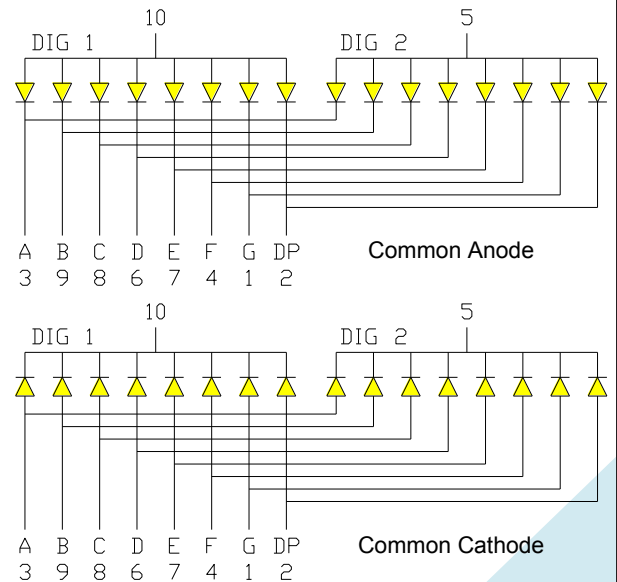 10 5
DIG 1 DIG 2
A B C D E F G DP Common Anode
3 9 8 6 7 4 1 2
10 5
DIG 1 DIG 2
A B C D E F G DP Common Cathode
3 9 8 6 7 4 1 2